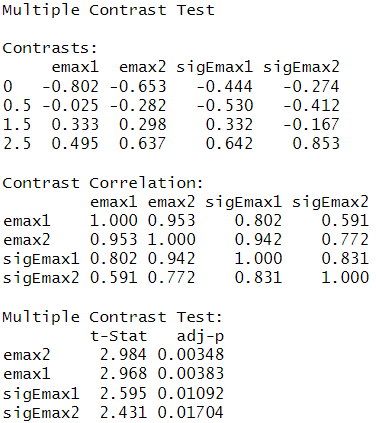 Multiple Contrast Test
Contrasts:
emax1 emax2 sigEmax1 sigEmax2
0 -0.802 -0.653 -0.444 -0.274
0.5 -0.025 -0.282 -0.530 -0.412
1.5 0.333 0.298 0.332 -0.167
2.5 0.495 0.637 0.642 0.853
Contrast Correlation:
emax1 emax2 sigEmax1 sigEmax2
emax1 1.000 0.953 0.802 0.591
emax2 0.953 1.000 0.942 0.772
sigEmax1 0.802 0.942 1.000 0.831
sigEmax2 0.591 0.772 0.831 1.000
Multiple Contrast Test:
t-Stat adj-p
emax2 2.984 0.00348
emax1 2.968 0.00383
sigEmax1 2.595 0.01092
sigEmax2 2.431 0.01704